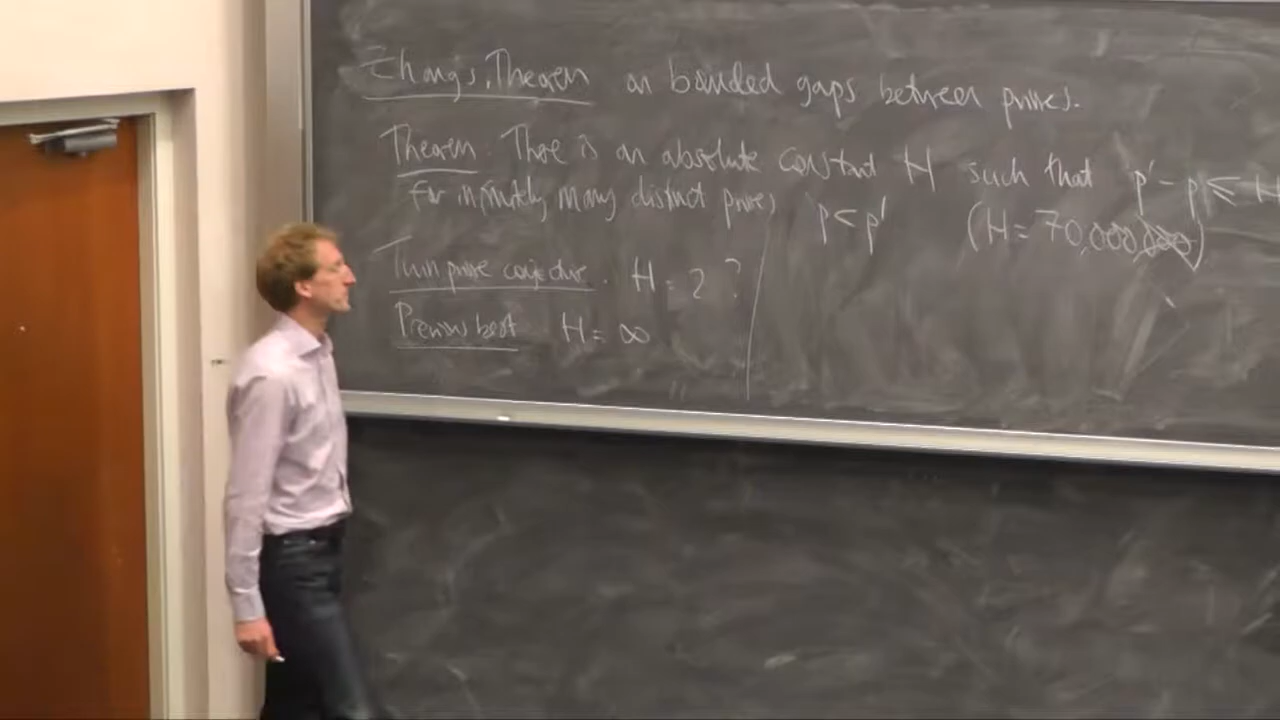 Zhang's Theorem on bounded gaps between primes.
Theorem. There is an absolute constant H such that p' - p ≤ H
for infinitely many distinct primes p < p' (H = 70,000,000)
Twin prime conjecture. H = 2?
Previous best H = ∞